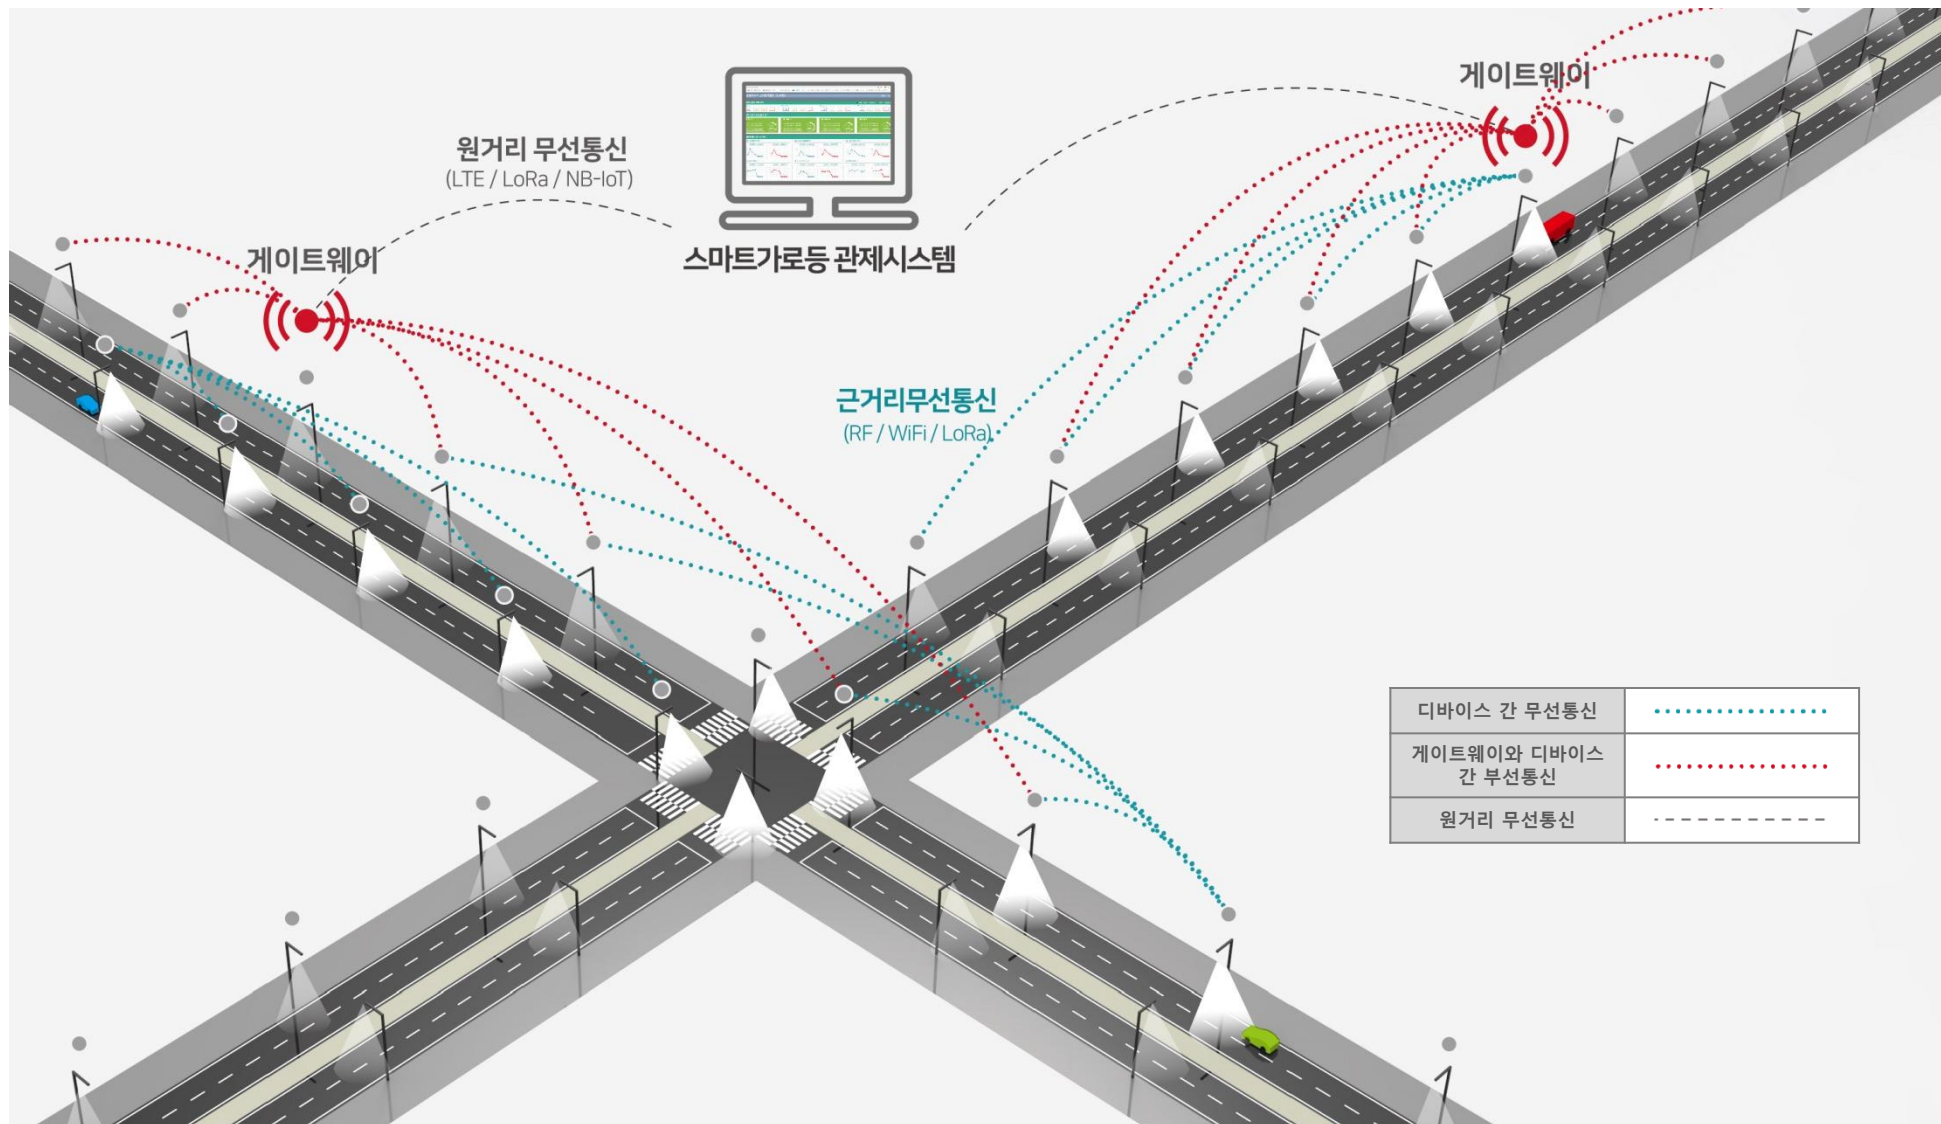 게이트웨이
원거리 무선통신
(LTE / LoRa / NB-IoT)
게이트웨이
스마트가로등 관제시스템
근거리무선통신
(RF / WiFi / LoRa)
디바이스 간 무선통신
게이트웨이와 디바이스
간 부선통신
원거리 무선통신